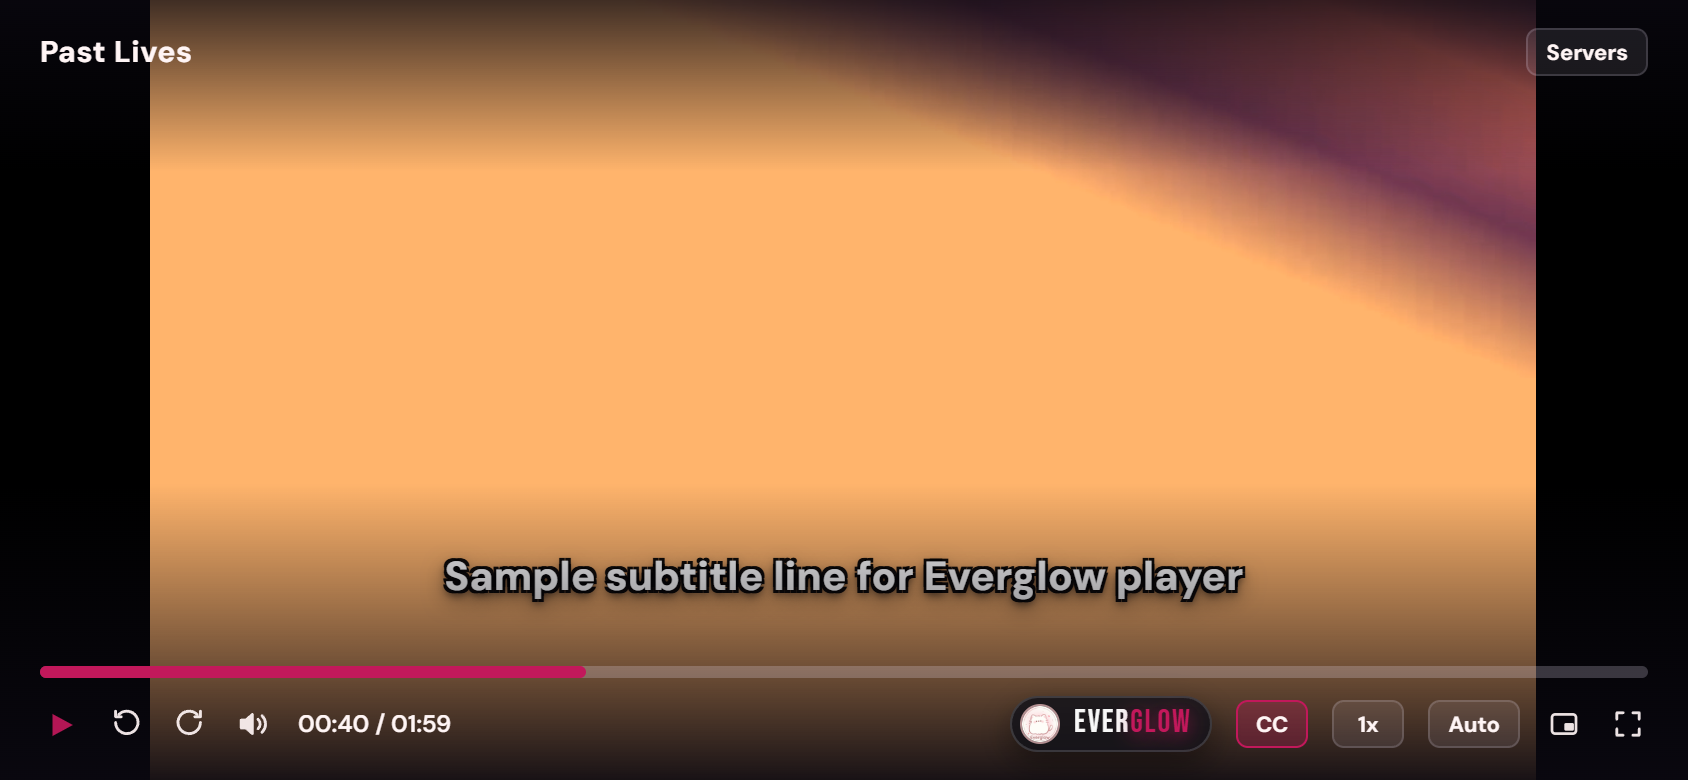 Past Lives
Servers
Sample subtitle line for Everglow player
00:40 / 01:59
EVERGLOW
CC
1x
Auto